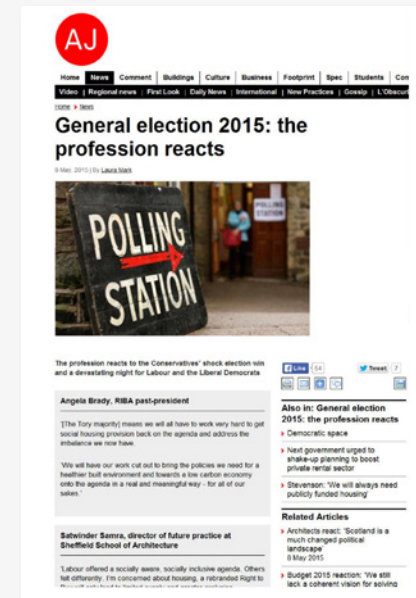 AJ
Home News Comment Buildings Culture Business Footprint Spec Students Com
Video | Regional news | First Look | Daily News | International | New Practices | Gossip | L'Obscur
Home News
General election 2015: the
profession reacts
8 May, 2015 | By Laura Mark
POLLING
STATION
POLLING
STATION
The profession reacts to the Conservatives' shock election win
and a devastating night for Labour and the Liberal Democrats
Angela Brady, RIBA past-president
'[The Tory majority] means we will all have to work very hard to get
social housing provision back on the agenda and address the
imbalance we now have.
'We will have our work cut out to bring the policies we need for a
healthier built environment and towards a low carbon economy
onto the agenda in a real and meaningful way - for all of our
sakes.'
Satwinder Samra, director of future practice at
Sheffield School of Architecture
'Labour offered a socially aware, socially inclusive agenda. Others
felt differently. I'm concerned about housing, a rebranded Right to
Like 54 Tweet 7
Also in: General election
2015: the profession reacts
Democratic space
Next government urged to
shake-up planning to boost
private rental sector
Stevenson: 'We will always need
publicly funded housing'
Related Articles
Architects react: 'Scotland is a
much changed political
landscape'
8 May 2015
Budget 2015 reaction: 'We still
lack a coherent vision for solving